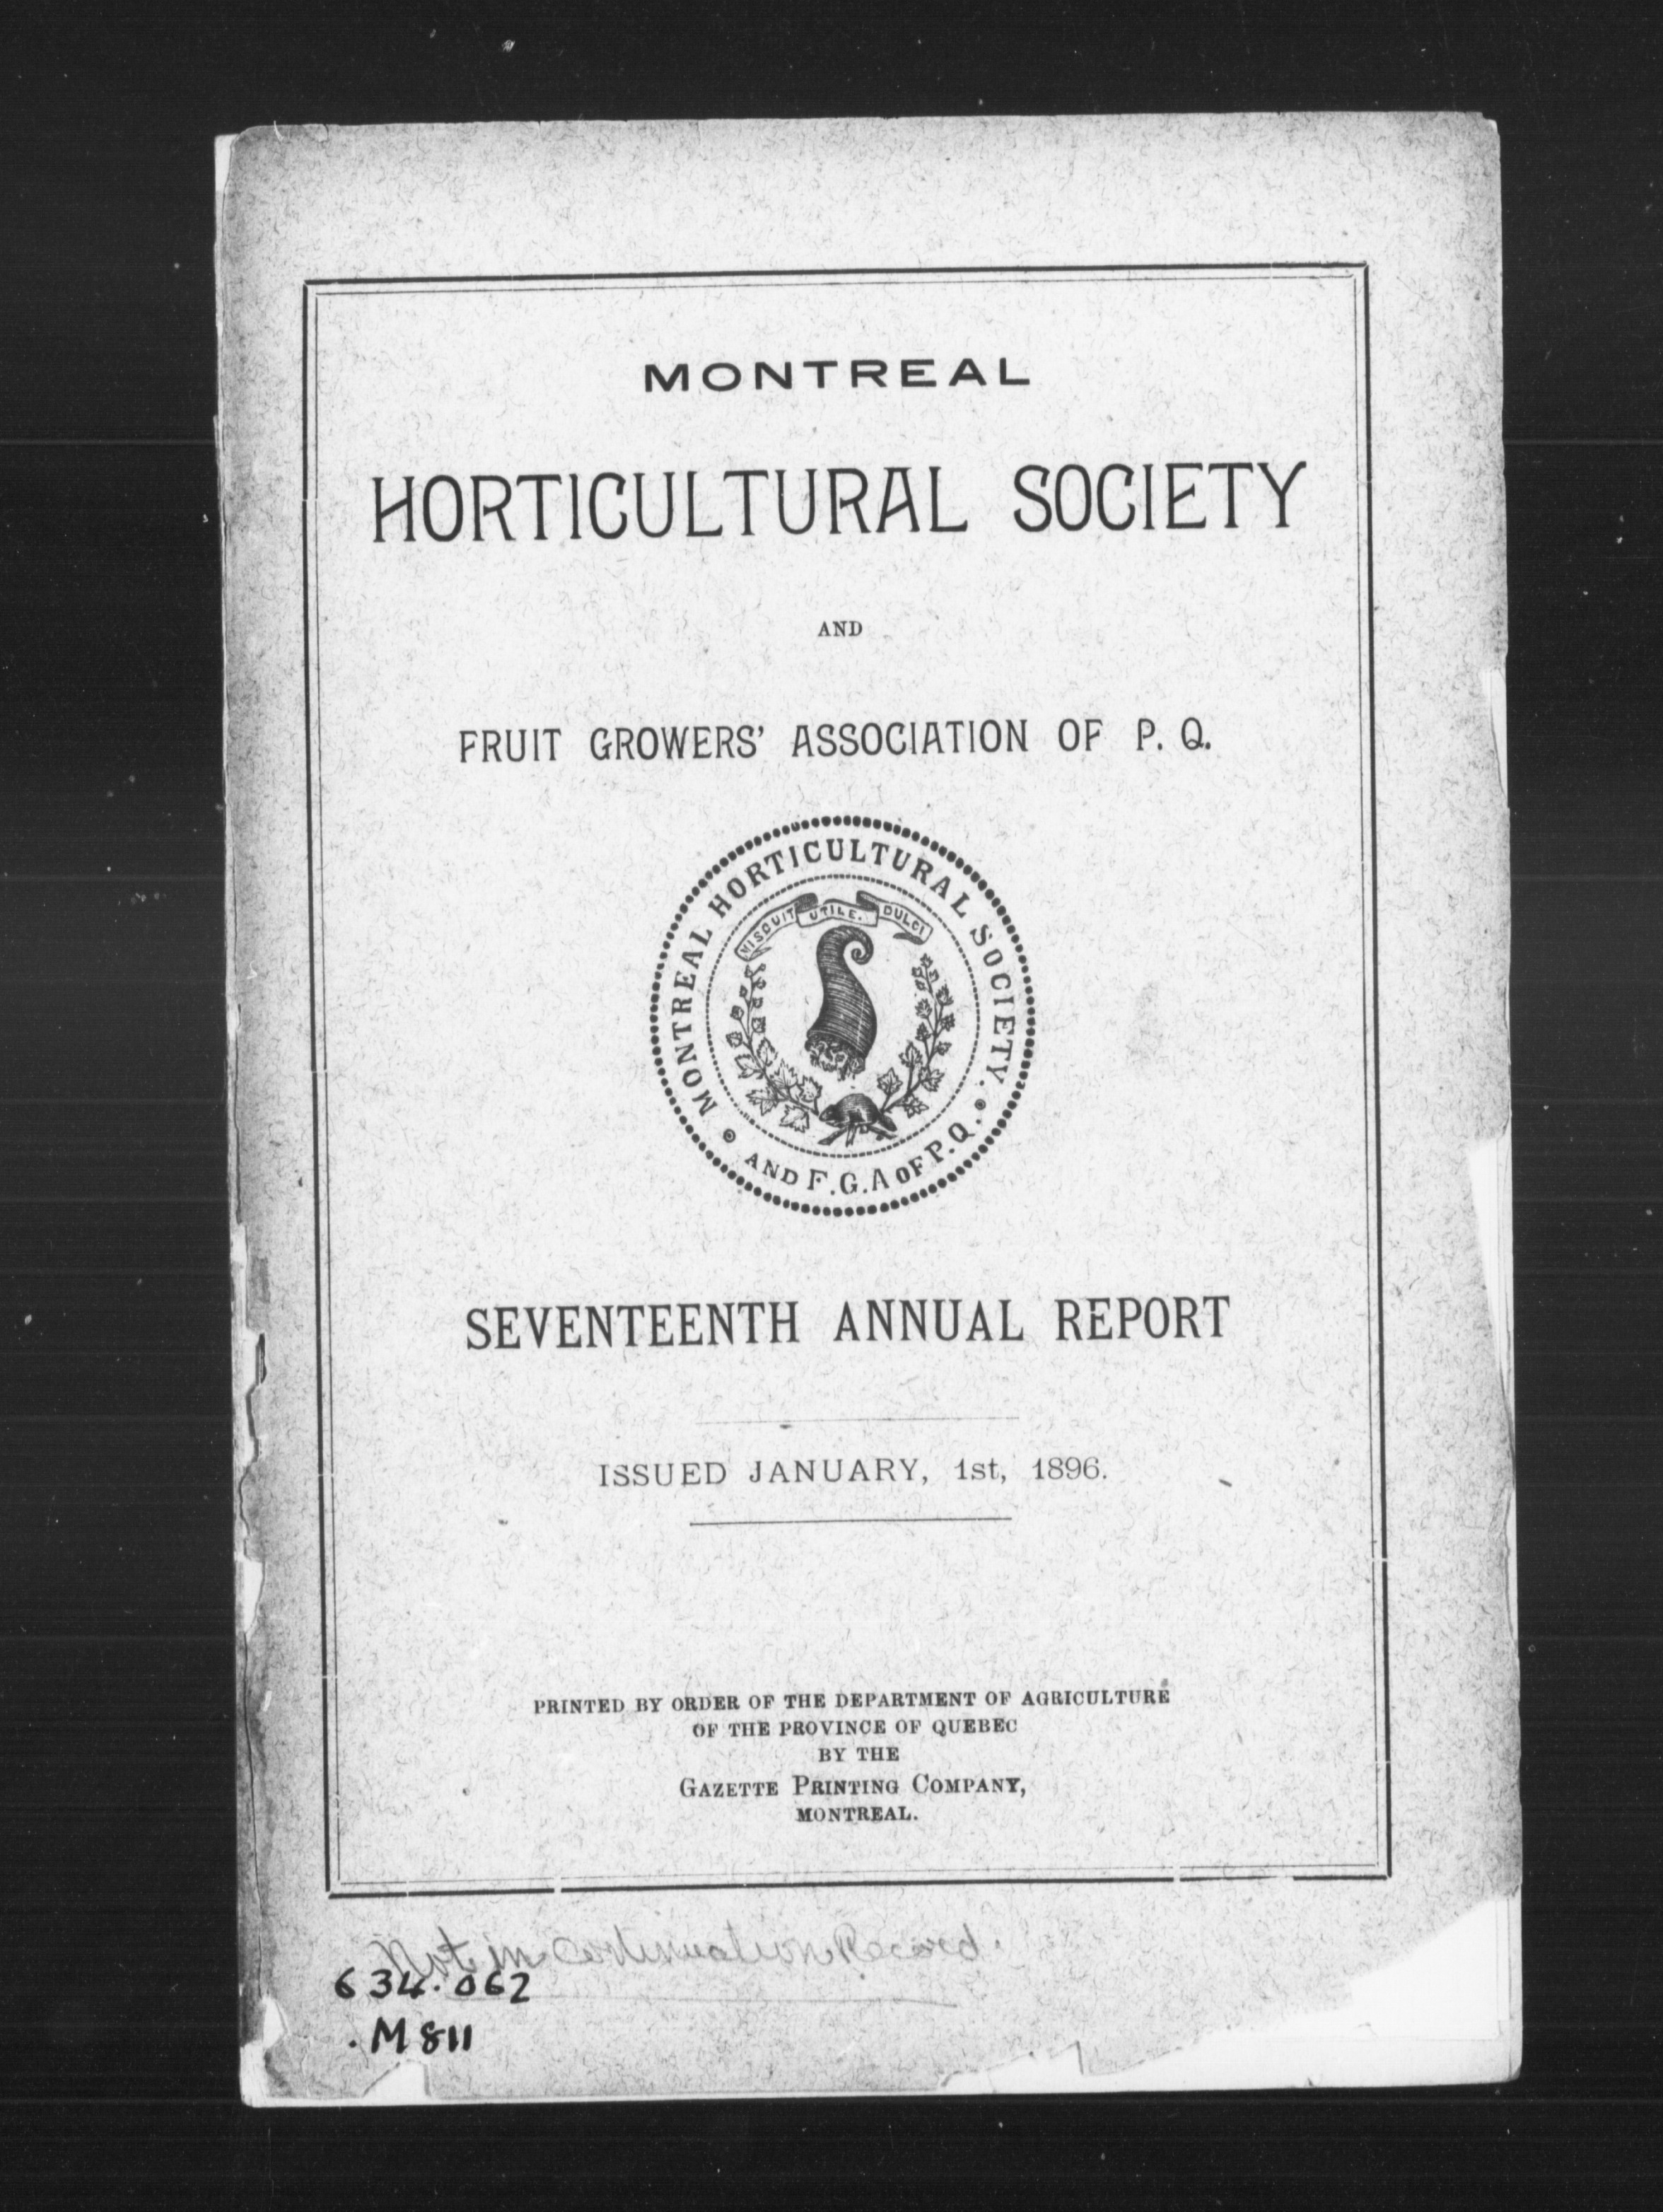 MONTREAL
HORTICULTURAL SOCIETY
AND
FRUIT GROWERS' ASSOCIATION OF P. Q.
MONTREAL HORTICULTURAL SOCIETY.
MISCUIT UTILE. DULCI
AND F.G.A OF P.Q.
SEVENTEENTH ANNUAL REPORT
ISSUED JANUARY, 1st, 1896.
PRINTED BY ORDER OF THE DEPARTMENT OF AGRICULTURE
OF THE PROVINCE OF QUEBEC
BY THE
GAZETTE PRINTING COMPANY,
MONTREAL.
Not in Continuation Record.
634.062
.M811